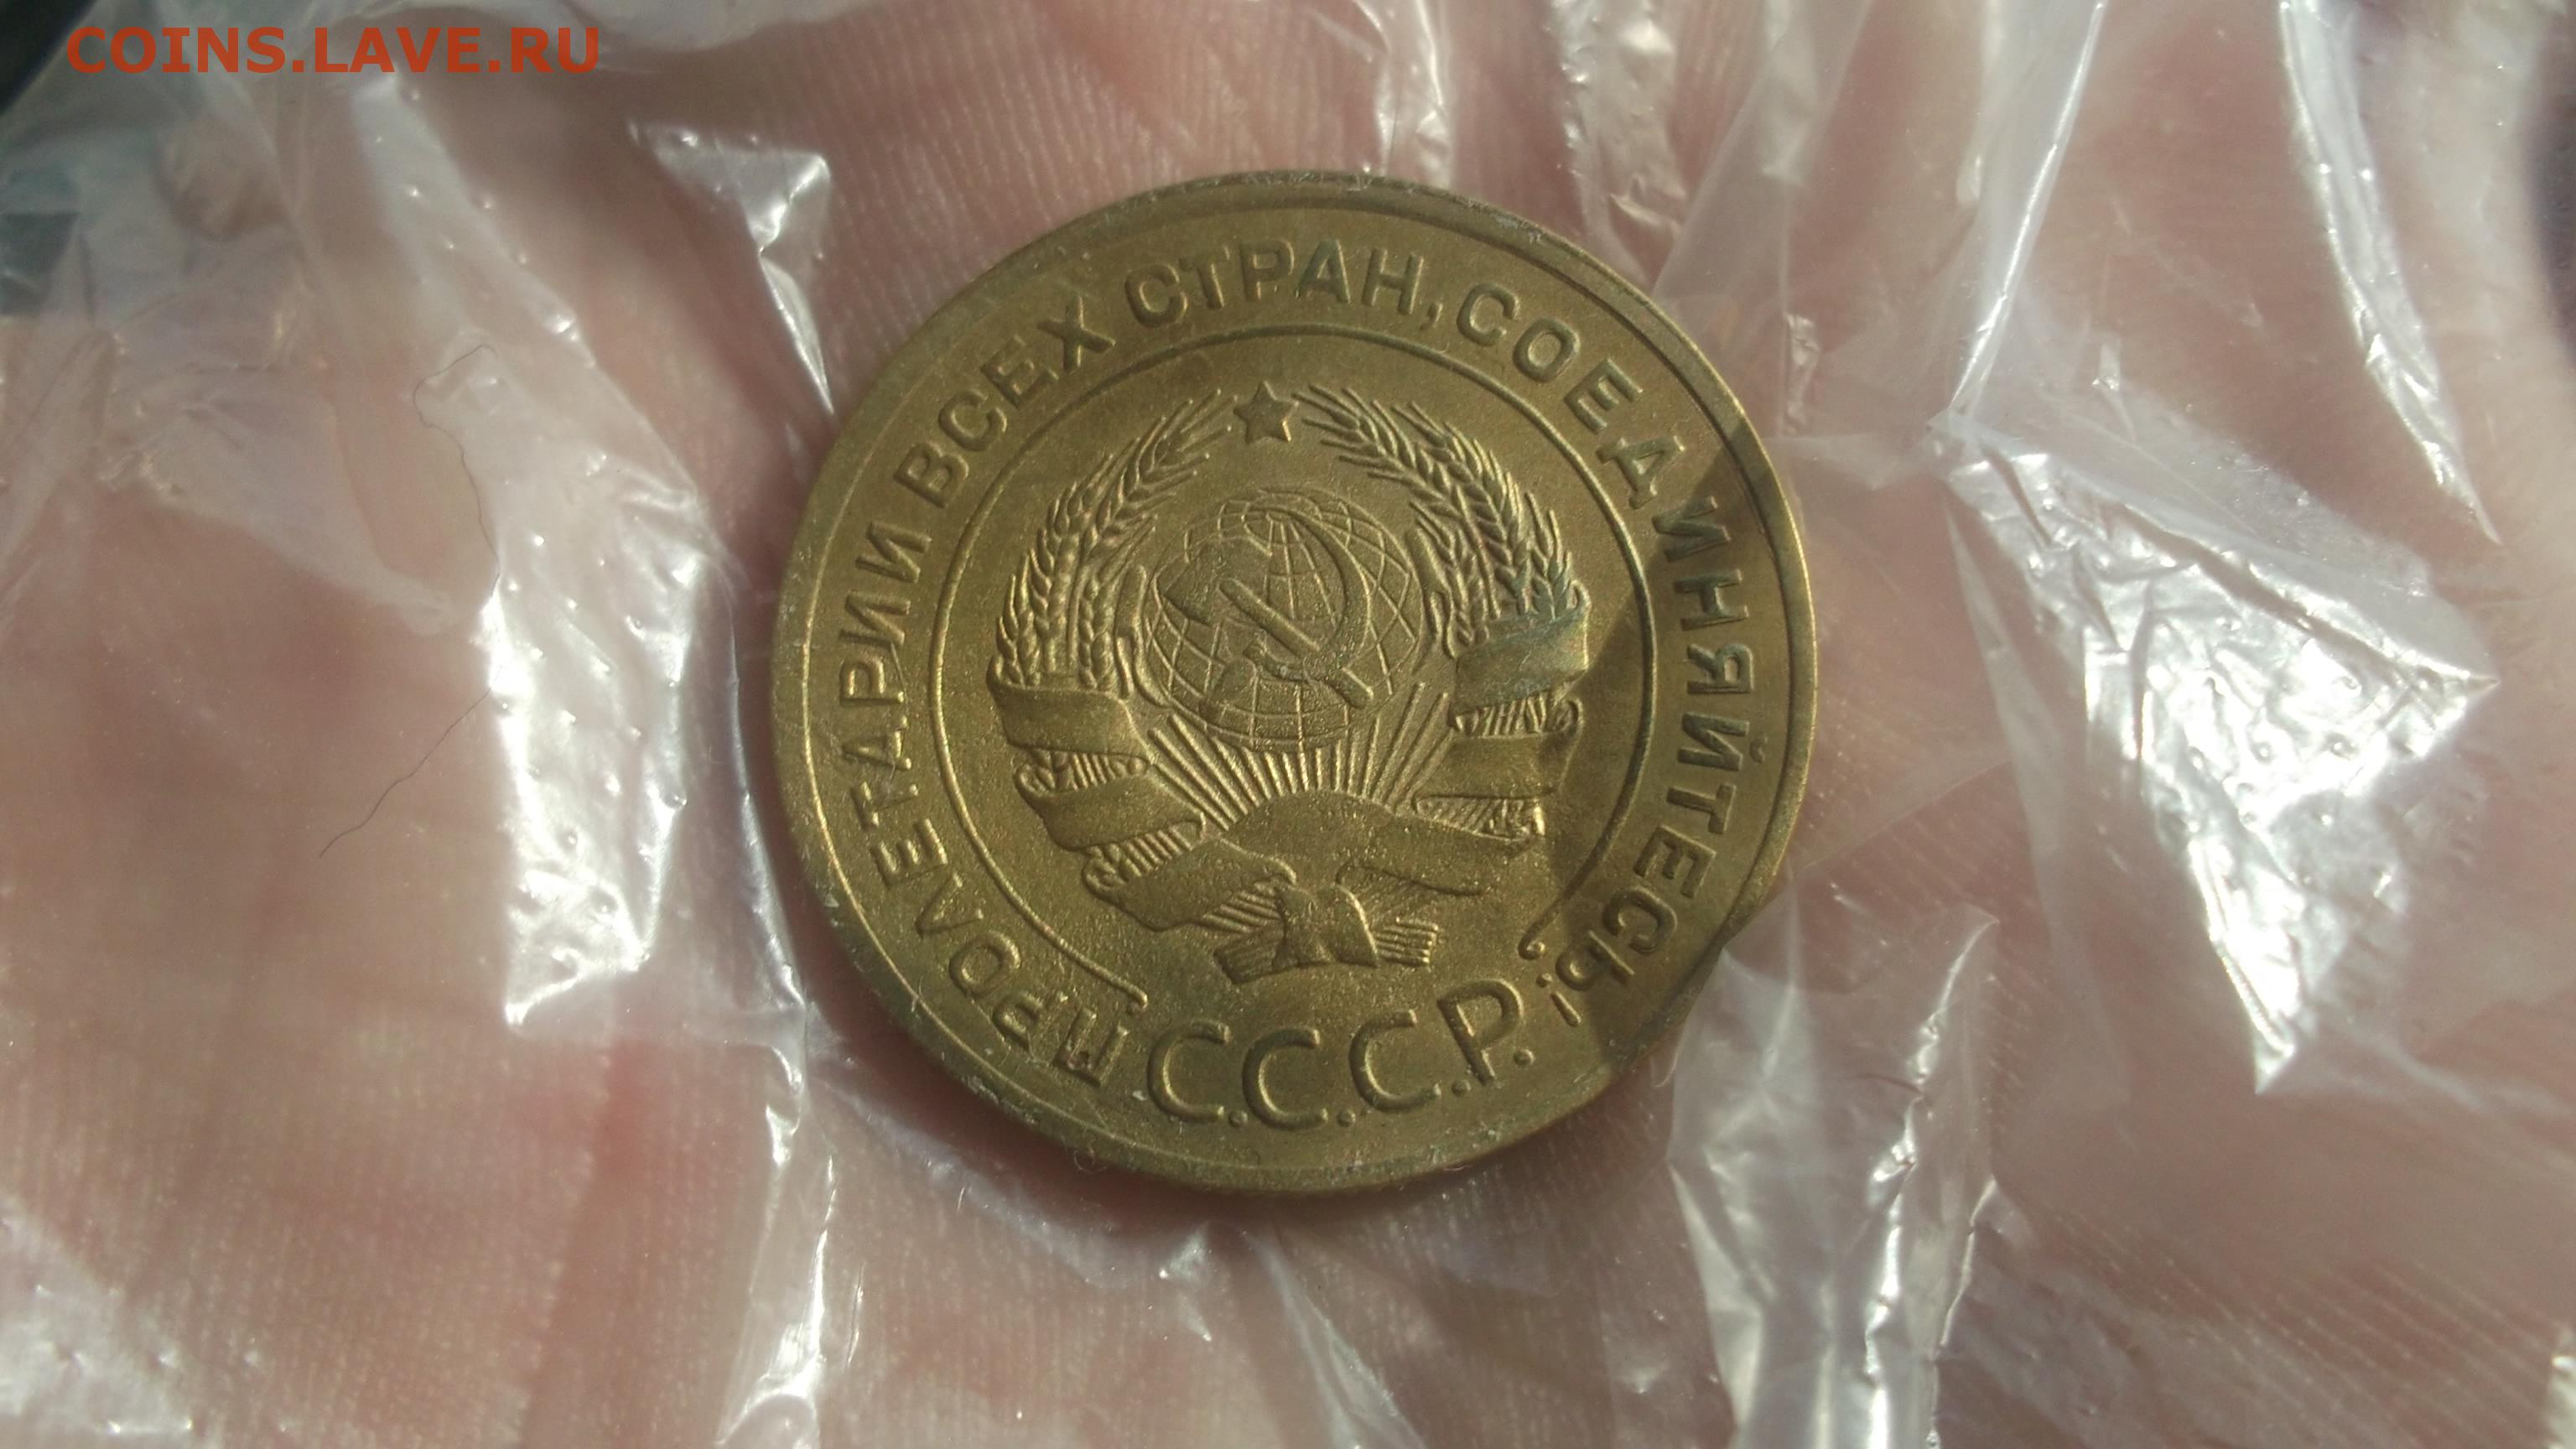 COINS.LAVE.RU
ПРОЛЕТАРИИ ВСЕХ СТРАН, СОЕДИНЯЙТЕСЬ!
С.С.С.Р.